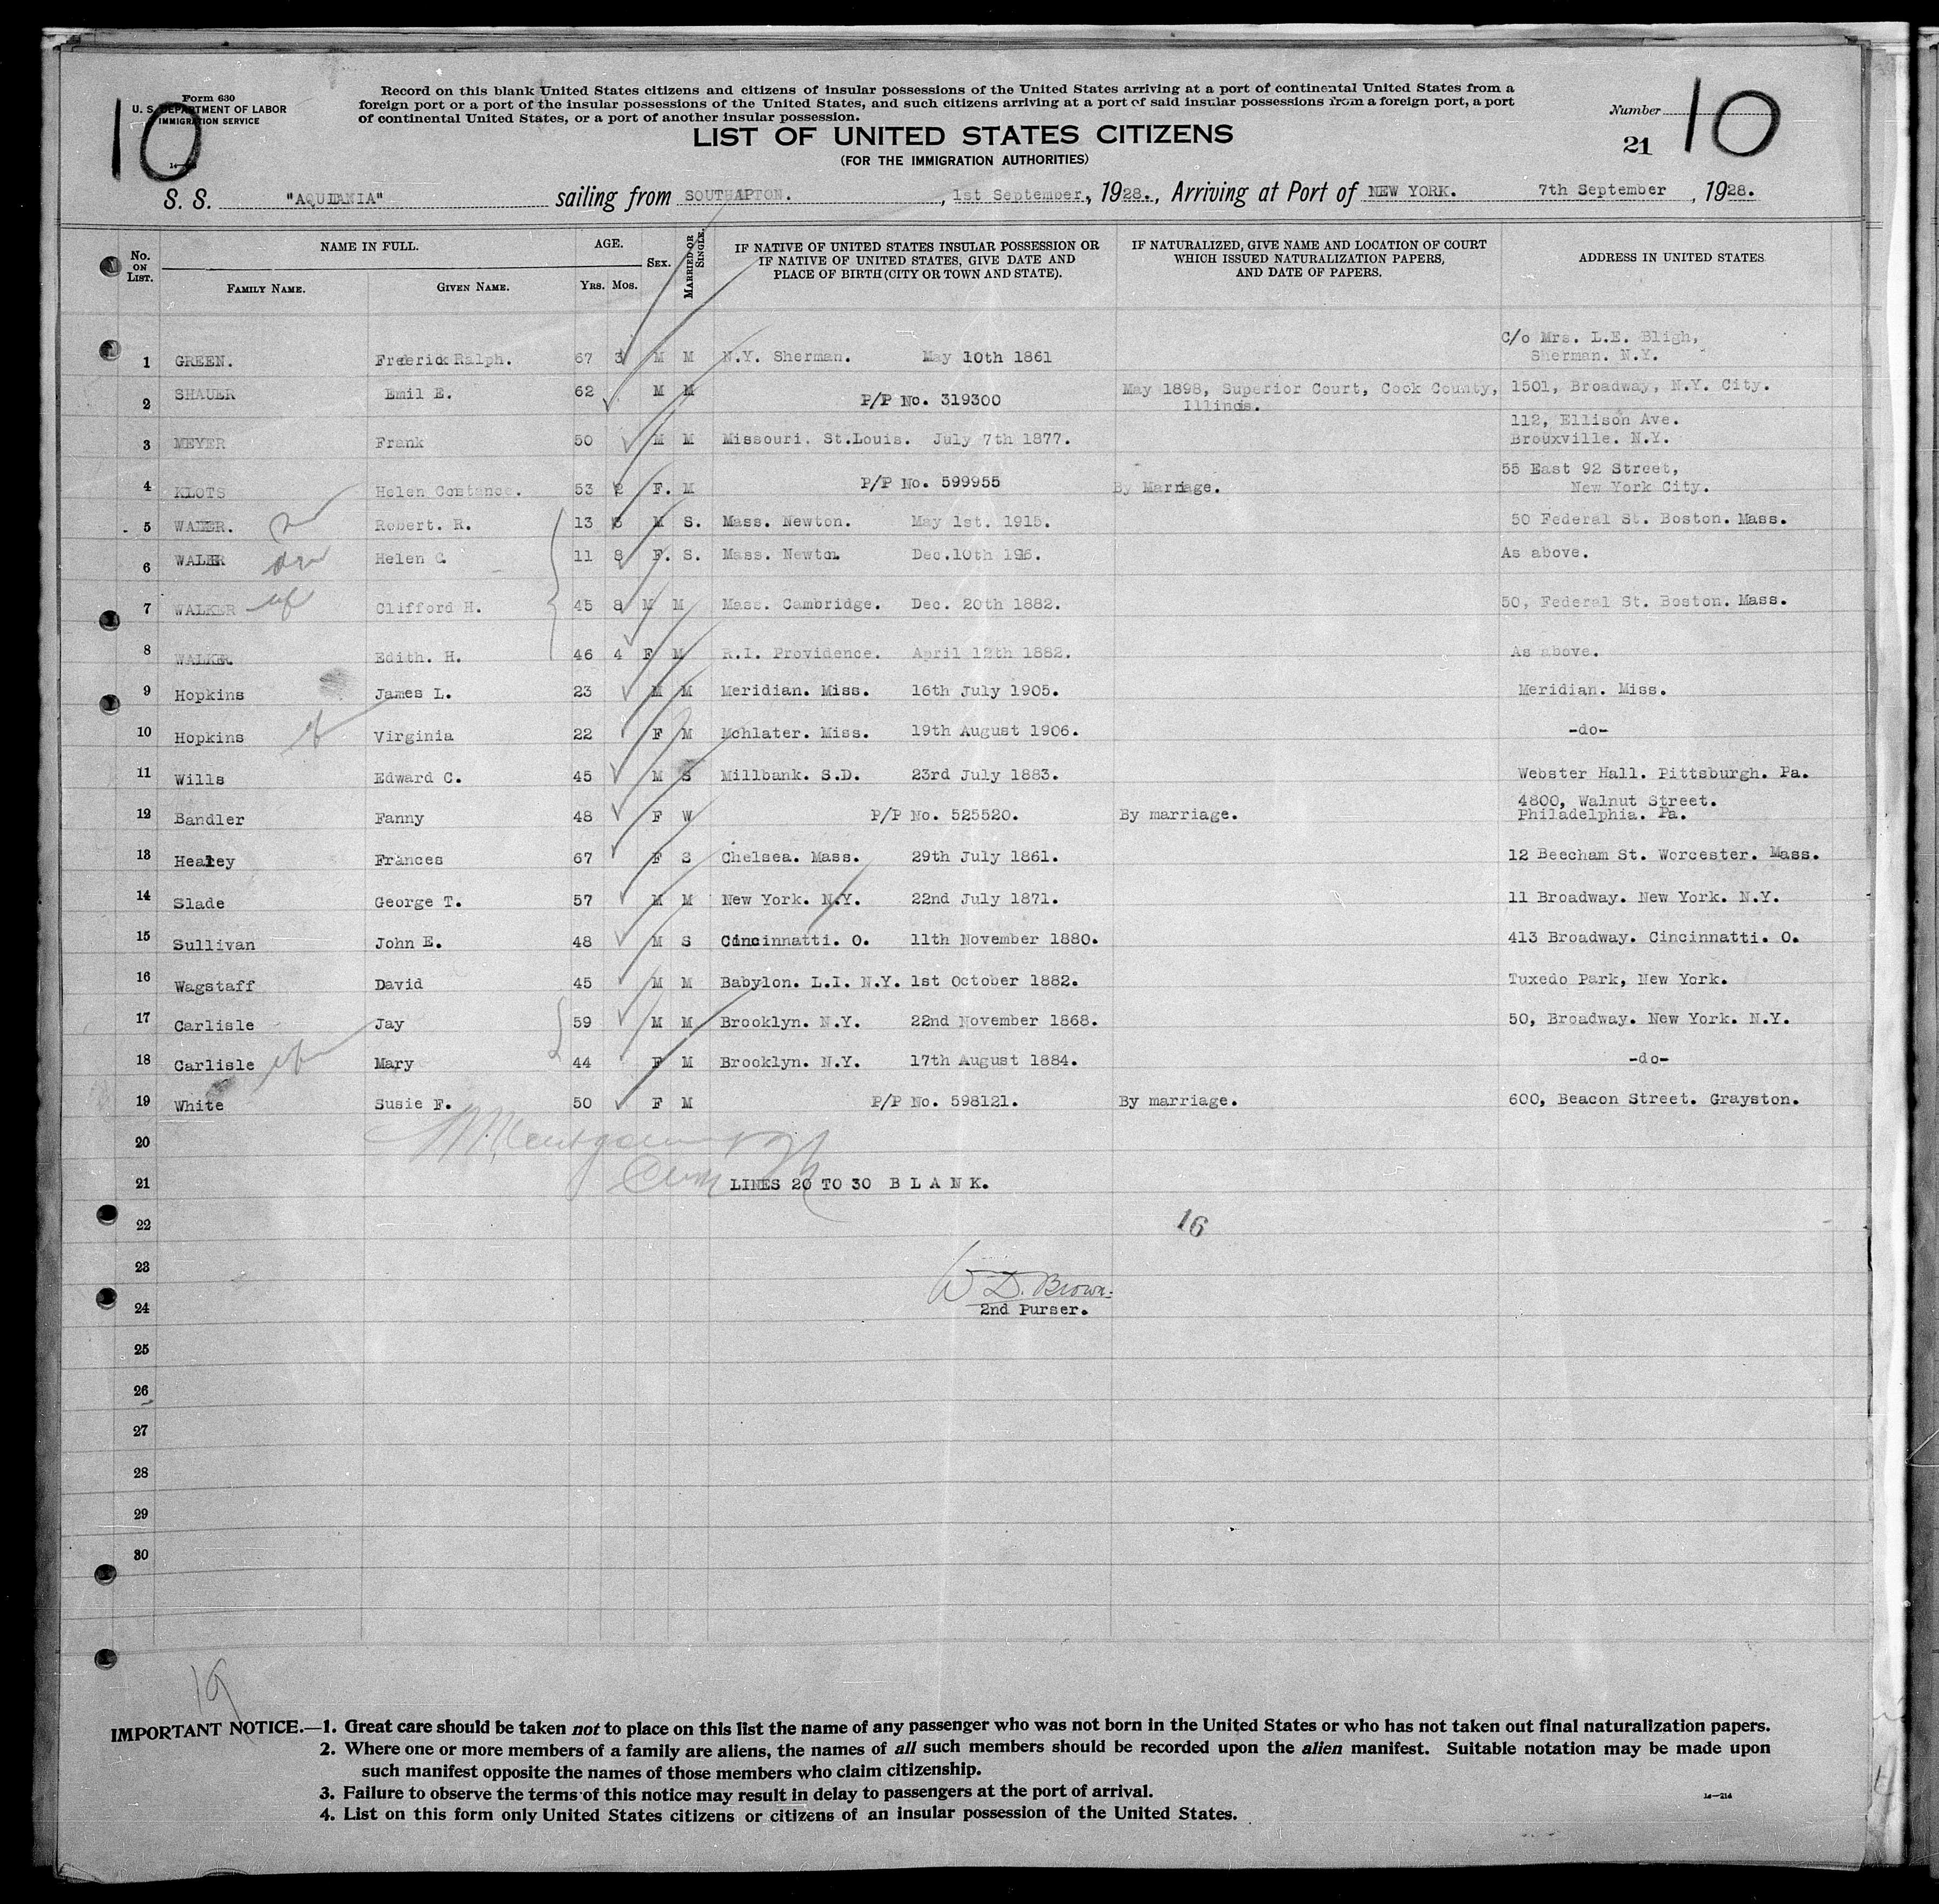 Form 630
U. S. DEPARTMENT OF LABOR
IMMIGRATION SERVICE
10
Record on this blank United States citizens and citizens of insular possessions of the United States arriving at a port of continental United States from a
foreign port or a port of the insular possessions of the United States, and such citizens arriving at a port of said insular possessions from a foreign port, a port
of continental United States, or a port of another insular possession.
Number 10
21
LIST OF UNITED STATES CITIZENS
(FOR THE IMMIGRATION AUTHORITIES)
S. S. "AQUITANIA" sailing from SOUTHAMPTON. , 1st September, 1928., Arriving at Port of NEW YORK. 7th September , 1928.
No. ON LIST. NAME IN FULL. FAMILY NAME. GIVEN NAME. AGE. YRS. MOS. SEX. MARRIED OR SINGLE. IF NATIVE OF UNITED STATES INSULAR POSSESSION OR IF NATIVE OF UNITED STATES, GIVE DATE AND PLACE OF BIRTH (CITY OR TOWN AND STATE). IF NATURALIZED, GIVE NAME AND LOCATION OF COURT WHICH ISSUED NATURALIZATION PAPERS, AND DATE OF PAPERS. ADDRESS IN UNITED STATES
1 GREEN. Frederick Ralph. 67 3 M M N.Y. Sherman. May 10th 1861 C/o Mrs. L.E. Bligh, Sherman. N.Y.
2 SHAUER Emil E. 62 M M P/P No. 319300 May 1898, Superior Court, Cook County, Illinois. 1501, Broadway, N.Y. City.
3 MEYER Frank 50 M M Missouri. St.Louis. July 7th 1877. 112, Ellison Ave. Brouxville. N.Y.
4 KLOTS Helen Constance. 53 2 F. M P/P No. 599955 By Marriage. 55 East 92 Street, New York City.
5 WALKER. Robert. R. 13 3 M S. Mass. Newton. May 1st. 1915. 50 Federal St. Boston. Mass.
6 WALKER Helen C. 11 8 F. S. Mass. Newton Dec.10th 1916. As above.
7 WALKER wf Clifford H. 45 8 M M Mass. Cambridge. Dec. 20th 1882. 50, Federal St. Boston. Mass.
8 WALKER. Edith. H. 46 4 F M R.I. Providence. April 12th 1882. As above.
9 Hopkins James L. 23 M M Meridian. Miss. 16th July 1905. Meridian. Miss.
10 Hopkins wf Virginia 22 F M Mchlater. Miss. 19th August 1906. -do-
11 Wills Edward C. 45 M S Millbank. S.D. 23rd July 1883. Webster Hall. Pittsburgh. Pa.
12 Bandler Fanny 48 F W P/P No. 525520. By marriage. 4800, Walnut Street. Philadelphia. Pa.
13 Healey Frances 67 F S Chelsea. Mass. 29th July 1861. 12 Beecham St. Worcester. Mass.
14 Slade George T. 57 M M New York. N.Y. 22nd July 1871. 11 Broadway. New York. N.Y.
15 Sullivan John E. 48 M S Cincinnatti. O. 11th November 1880. 413 Broadway. Cincinnatti. O.
16 Wagstaff David 45 M M Babylon. L.I. N.Y. 1st October 1882. Tuxedo Park, New York.
17 Carlisle Jay 59 M M Brooklyn. N.Y. 22nd November 1868. 50, Broadway. New York. N.Y.
18 Carlisle wf Mary 44 F M Brooklyn. N.Y. 17th August 1884. -do-
19 White Susie F. 50 F M P/P No. 598121. By marriage. 600, Beacon Street. Grayston.
20
21 LINES 20 TO 30 B L A N K.
22 16
23 W D. Brown.
24 2nd Purser.
25
26
27
28
29
30
19
IMPORTANT NOTICE.—1. Great care should be taken not to place on this list the name of any passenger who was not born in the United States or who has not taken out final naturalization papers.
2. Where one or more members of a family are aliens, the names of all such members should be recorded upon the alien manifest. Suitable notation may be made upon
such manifest opposite the names of those members who claim citizenship.
3. Failure to observe the terms of this notice may result in delay to passengers at the port of arrival.
4. List on this form only United States citizens or citizens of an insular possession of the United States.